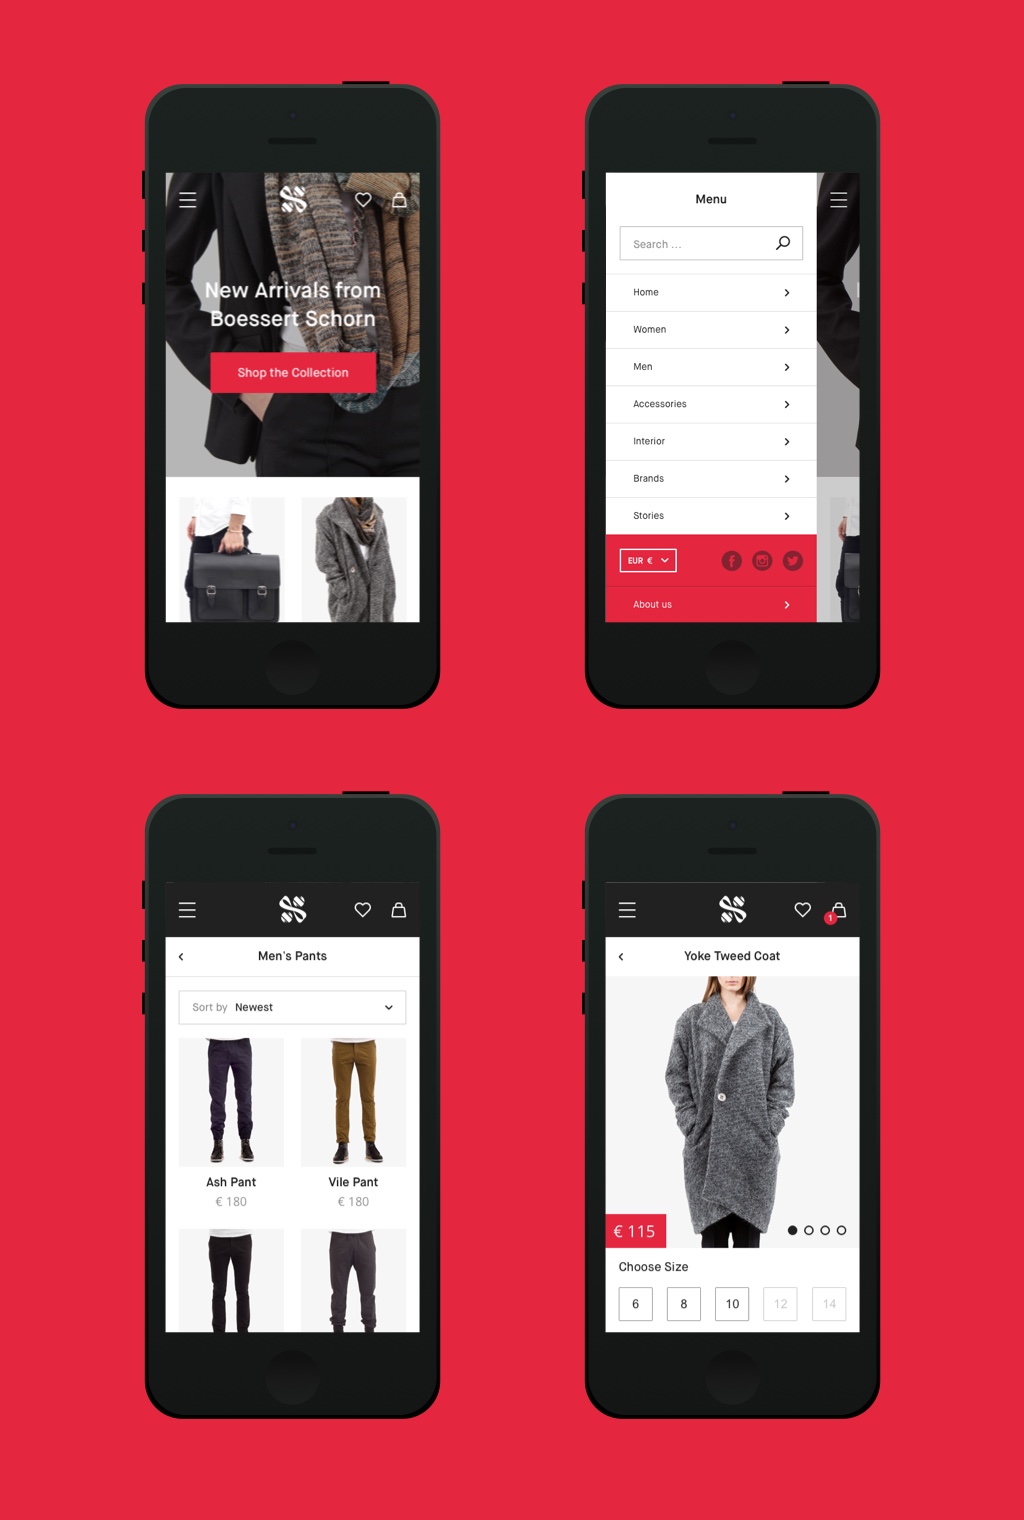 New Arrivals from
Boessert Schorn
Shop the Collection
Menu
Search ...
Home
Women
Men
Accessories
Interior
Brands
Stories
EUR €
About us
Men's Pants
Sort by Newest
Ash Pant
€ 180
Vile Pant
€ 180
1
Yoke Tweed Coat
€ 115
Choose Size
6 8 10 12 14